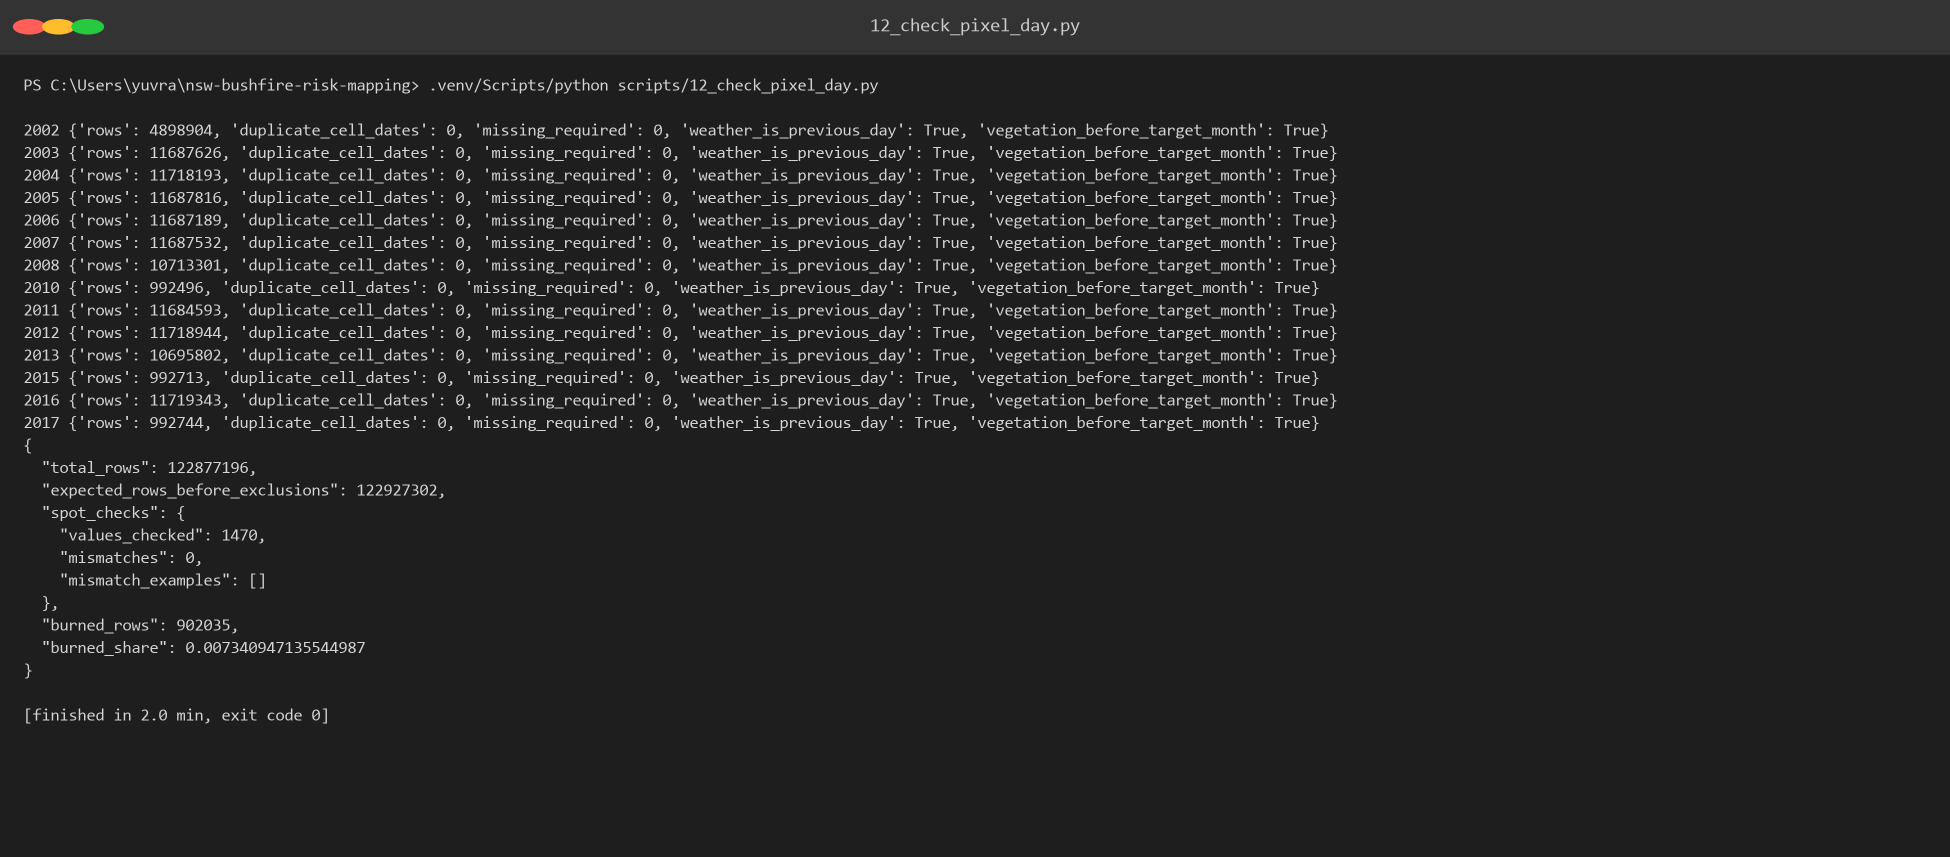 12_check_pixel_day.py
PS C:\Users\yuvra\nsw-bushfire-risk-mapping> .venv/Scripts/python scripts/12_check_pixel_day.py
2002 {'rows': 4898904, 'duplicate_cell_dates': 0, 'missing_required': 0, 'weather_is_previous_day': True, 'vegetation_before_target_month': True}
2003 {'rows': 11687626, 'duplicate_cell_dates': 0, 'missing_required': 0, 'weather_is_previous_day': True, 'vegetation_before_target_month': True}
2004 {'rows': 11718193, 'duplicate_cell_dates': 0, 'missing_required': 0, 'weather_is_previous_day': True, 'vegetation_before_target_month': True}
2005 {'rows': 11687816, 'duplicate_cell_dates': 0, 'missing_required': 0, 'weather_is_previous_day': True, 'vegetation_before_target_month': True}
2006 {'rows': 11687189, 'duplicate_cell_dates': 0, 'missing_required': 0, 'weather_is_previous_day': True, 'vegetation_before_target_month': True}
2007 {'rows': 11687532, 'duplicate_cell_dates': 0, 'missing_required': 0, 'weather_is_previous_day': True, 'vegetation_before_target_month': True}
2008 {'rows': 10713301, 'duplicate_cell_dates': 0, 'missing_required': 0, 'weather_is_previous_day': True, 'vegetation_before_target_month': True}
2010 {'rows': 992496, 'duplicate_cell_dates': 0, 'missing_required': 0, 'weather_is_previous_day': True, 'vegetation_before_target_month': True}
2011 {'rows': 11684593, 'duplicate_cell_dates': 0, 'missing_required': 0, 'weather_is_previous_day': True, 'vegetation_before_target_month': True}
2012 {'rows': 11718944, 'duplicate_cell_dates': 0, 'missing_required': 0, 'weather_is_previous_day': True, 'vegetation_before_target_month': True}
2013 {'rows': 10695802, 'duplicate_cell_dates': 0, 'missing_required': 0, 'weather_is_previous_day': True, 'vegetation_before_target_month': True}
2015 {'rows': 992713, 'duplicate_cell_dates': 0, 'missing_required': 0, 'weather_is_previous_day': True, 'vegetation_before_target_month': True}
2016 {'rows': 11719343, 'duplicate_cell_dates': 0, 'missing_required': 0, 'weather_is_previous_day': True, 'vegetation_before_target_month': True}
2017 {'rows': 992744, 'duplicate_cell_dates': 0, 'missing_required': 0, 'weather_is_previous_day': True, 'vegetation_before_target_month': True}
{
  "total_rows": 122877196,
  "expected_rows_before_exclusions": 122927302,
  "spot_checks": {
    "values_checked": 1470,
    "mismatches": 0,
    "mismatch_examples": []
  },
  "burned_rows": 902035,
  "burned_share": 0.007340947135544987
}
[finished in 2.0 min, exit code 0]